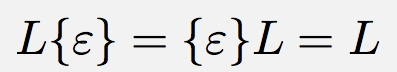 L{ε} = {ε}L = L